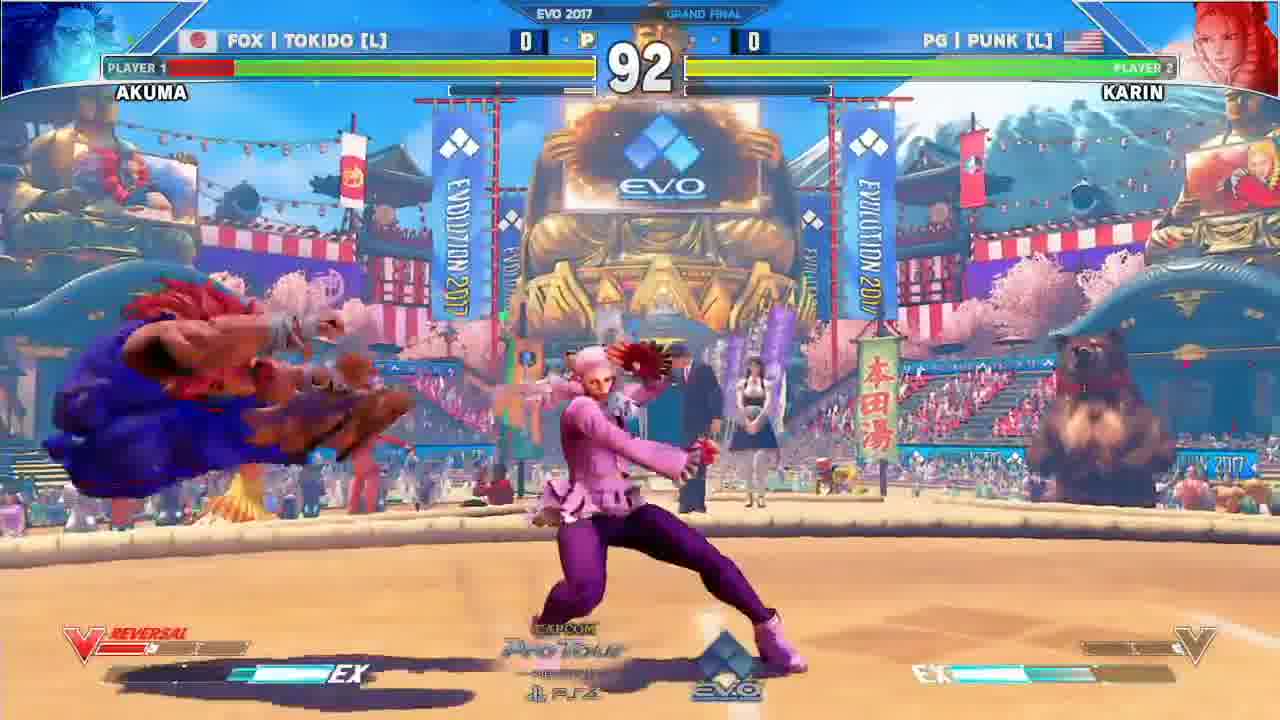 EVO 2017 GRAND FINAL
FOX | TOKIDO [L] 0 P 0 PG | PUNK [L]
PLAYER 1 92 PLAYER 2
AKUMA KARIN
EVO
EVOLUTION 2017
EVOLUTION 2017
本田湯
2017
REVERSAL
EX EX
CAPCOM
Pro Tour
PS4
EVO